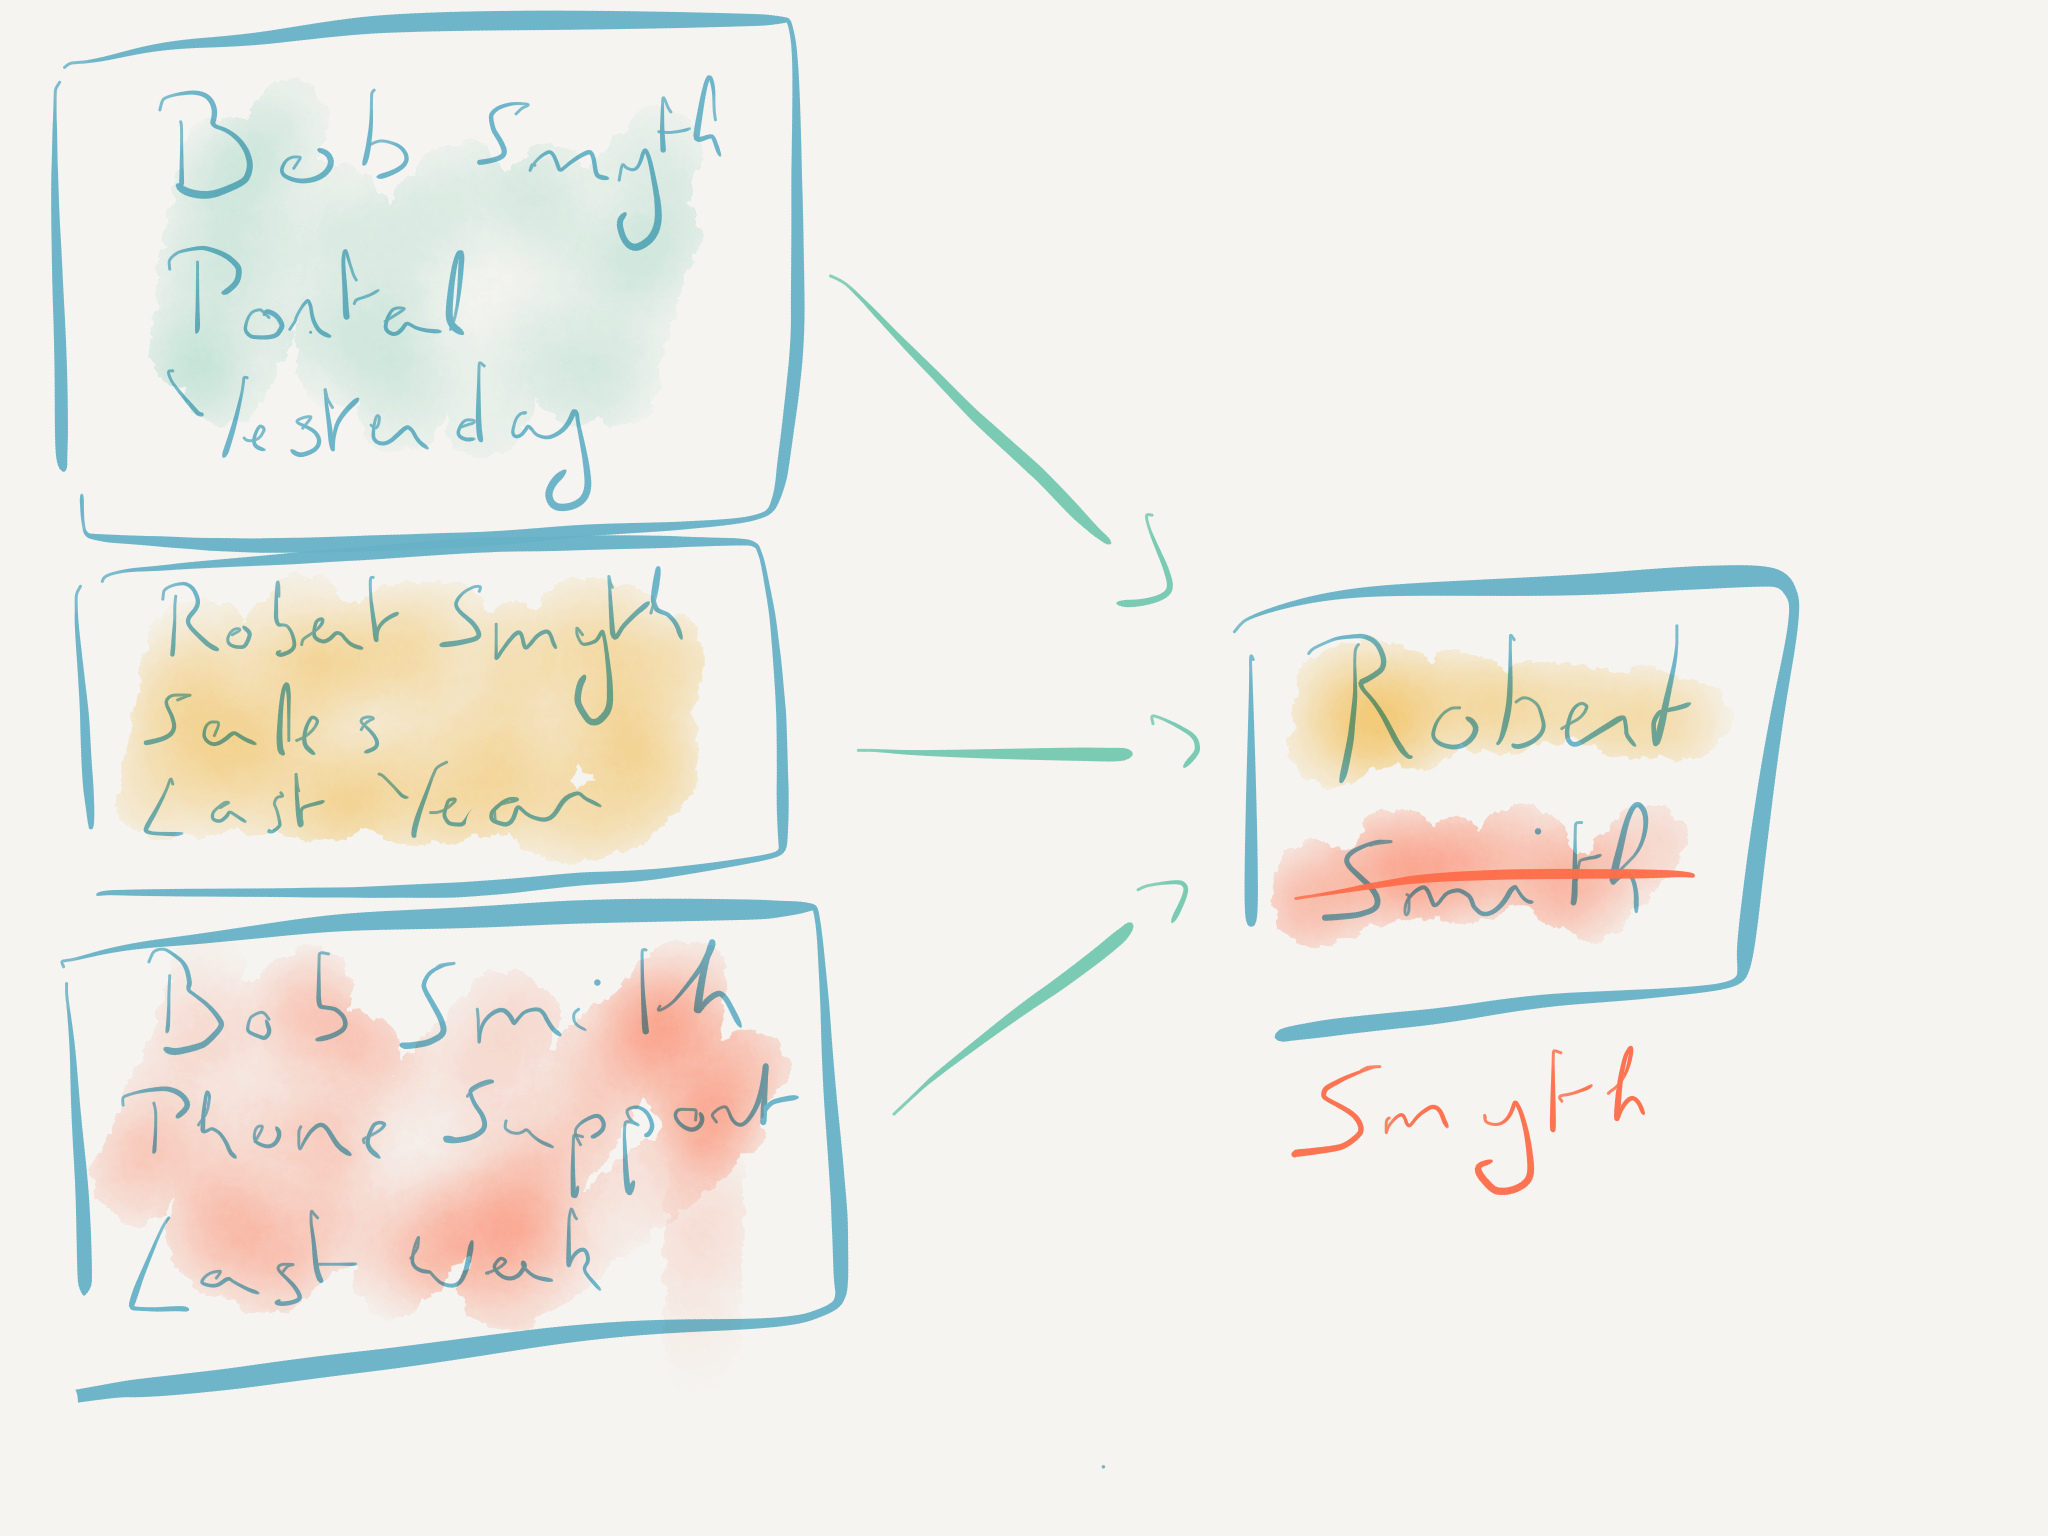 Bob Smyth
Portal
Yesterday
Robert Smyth
Sales
Last Year
Bob Smith
Phone Support
Last Week
Robert
Smith
Smyth